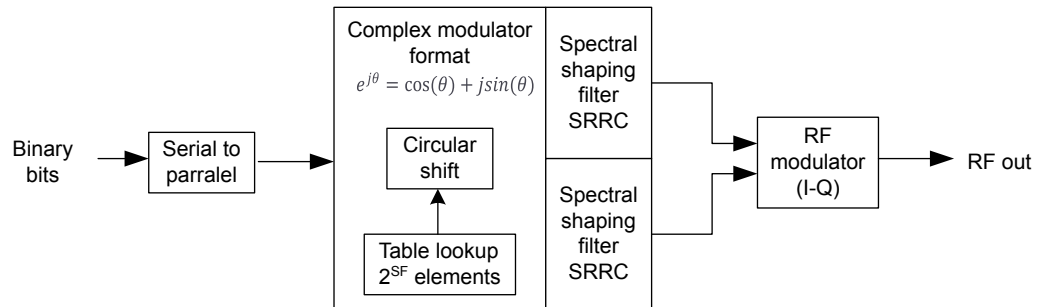 Binary
bits
Serial to
parralel
Complex modulator
format
e^{jθ} = cos(θ) + jsin(θ)
Circular
shift
Table lookup
2^{SF} elements
Spectral
shaping
filter
SRRC
Spectral
shaping
filter
SRRC
RF
modulator
(I-Q)
RF out